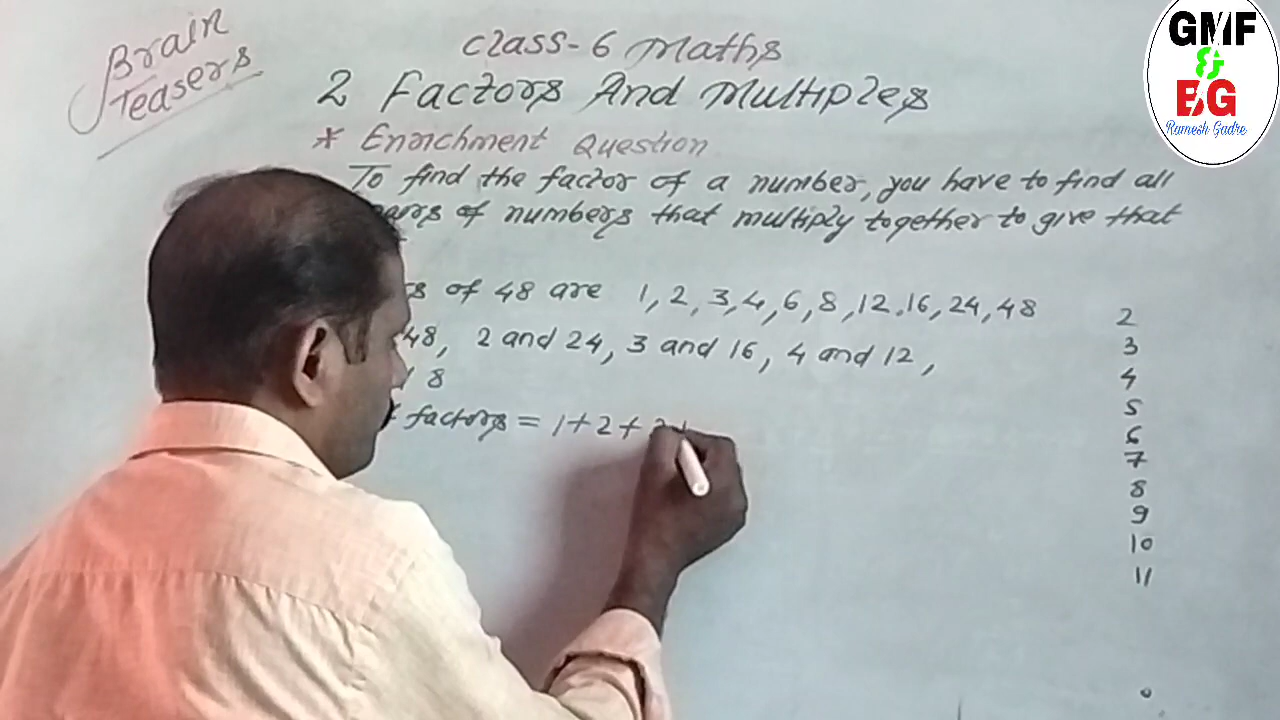 Brain
Teasers
Class-6 Maths
2 Factors And Multiples
* Enrichment Question
To find the factor of a number, you have to find all
pairs of numbers that multiply together to give that
of 48 are 1, 2, 3, 4, 6, 8, 12, 16, 24, 48
48, 2 and 24, 3 and 16, 4 and 12,
8
factors = 1+2+3+
2
3
4
5
6
7
8
9
10
11
GMF
&
BG
Ramesh Gadre